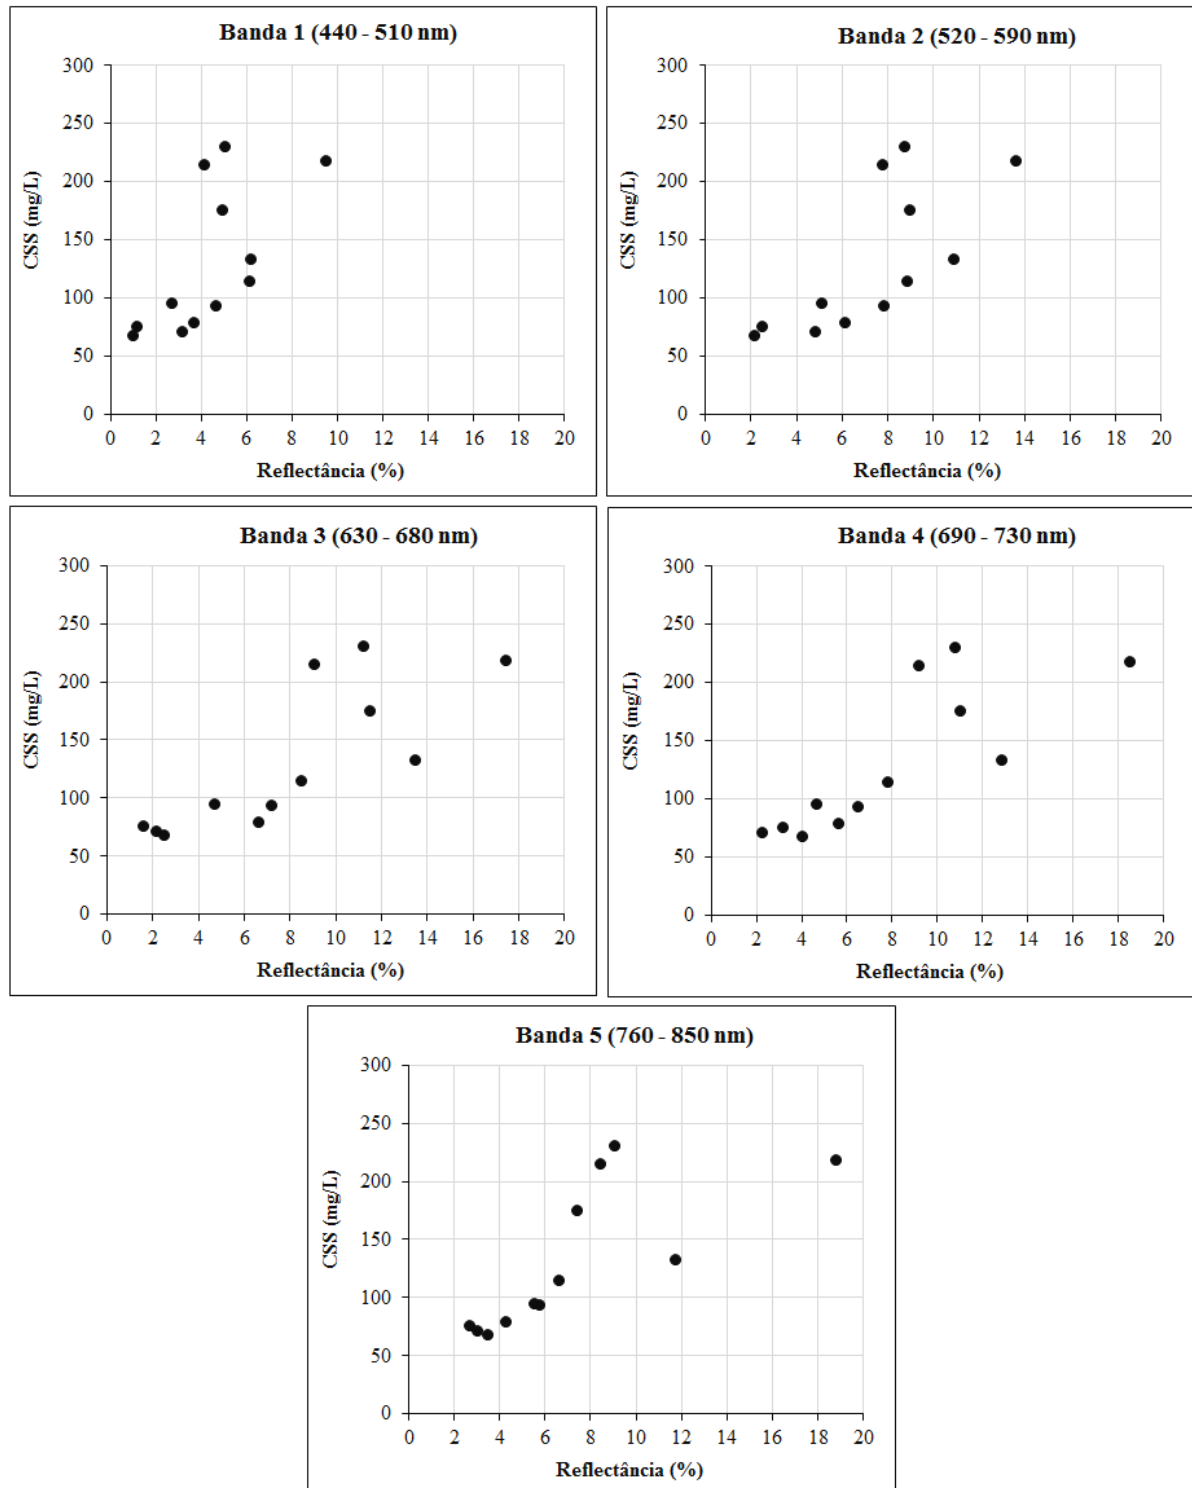 Banda 1 (440 - 510 nm)
300
250
200
150
100
50
0
CSS (mg/L)
0 2 4 6 8 10 12 14 16 18 20
Reflectância (%)
Banda 2 (520 - 590 nm)
300
250
200
150
100
50
0
CSS (mg/L)
0 2 4 6 8 10 12 14 16 18 20
Reflectância (%)
Banda 3 (630 - 680 nm)
300
250
200
150
100
50
0
CSS (mg/L)
0 2 4 6 8 10 12 14 16 18 20
Reflectância (%)
Banda 4 (690 - 730 nm)
300
250
200
150
100
50
0
CSS (mg/L)
0 2 4 6 8 10 12 14 16 18 20
Reflectância (%)
Banda 5 (760 - 850 nm)
300
250
200
150
100
50
0
CSS (mg/L)
0 2 4 6 8 10 12 14 16 18 20
Reflectância (%)